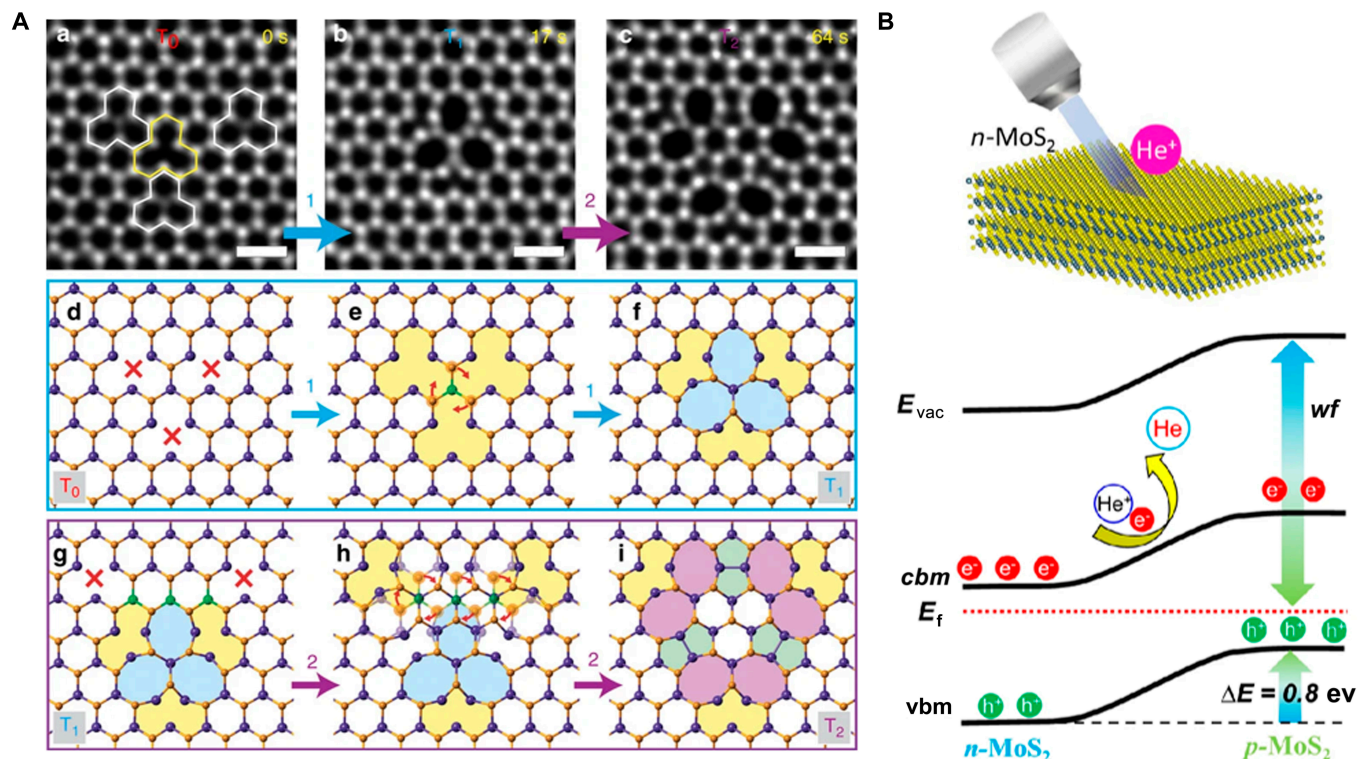 A
a
T₀
0 s
b
T₁
17 s
c
T₂
64 s
1
2
d
e
f
1
1
T₀
T₁
g
h
i
2
2
T₁
T₂
B
n-MoS₂
He⁺
Evac
wf
He
He⁺
e⁻
e⁻ e⁻
e⁻ e⁻ e⁻
cbm
Ef
h⁺ h⁺ h⁺
vbm
h⁺ h⁺
ΔE = 0.8 ev
n-MoS₂
p-MoS₂